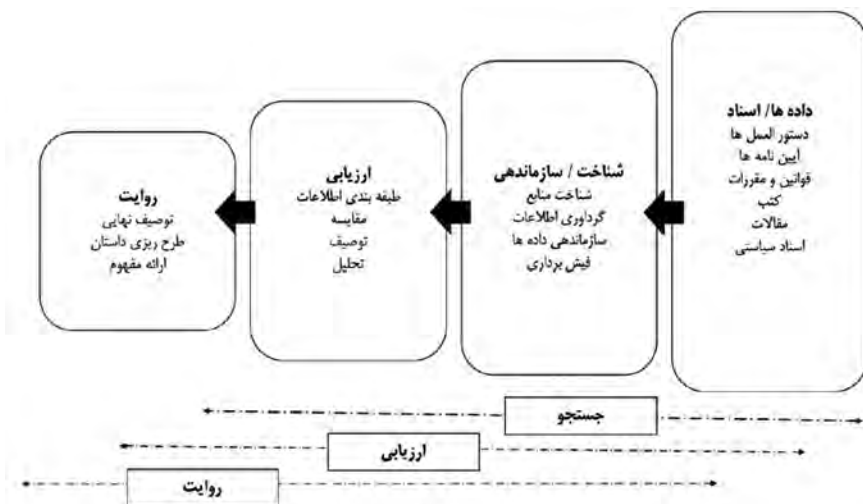 داده ها/ اسناد
دستور العمل ها
آیین نامه ها
قوانین و مقررات
کتب
مقالات
اسناد سیاستی
شناخت / سازماندهی
شناخت منابع
گرداوری اطلاعات
سازماندهی داده ها
فیش برداری
ارزیابی
طبقه بندی اطلاعات
مقایسه
توصیف
تحلیل
روایت
توصیف نهایی
طرح ریزی داستان
ارائه مفهوم
جستجو
ارزیابی
روایت